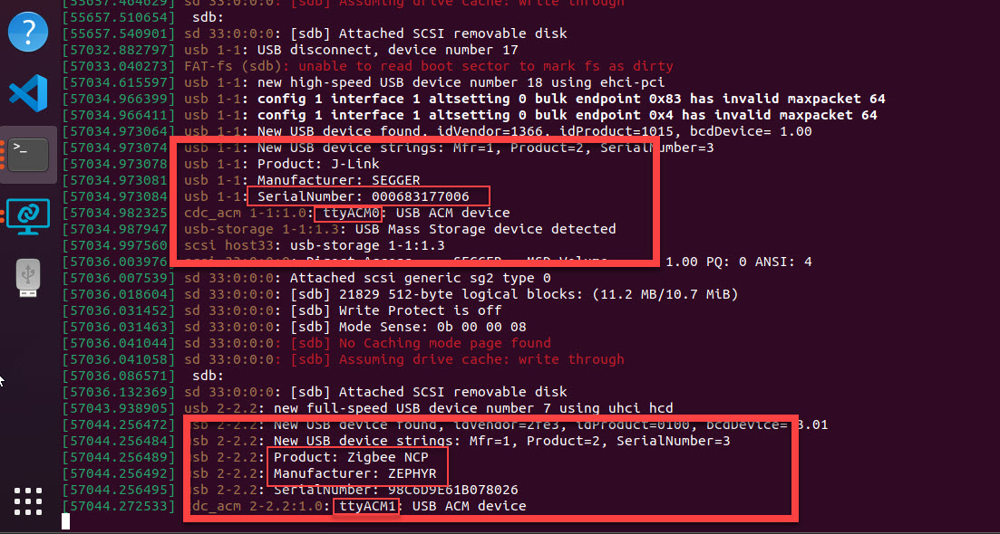 [55657.464629] sd 33:0:0:0: [sdb] Assuming drive cache: write through
[55657.510654]  sdb:
[55657.540901] sd 33:0:0:0: [sdb] Attached SCSI removable disk
[57032.882797] usb 1-1: USB disconnect, device number 17
[57033.040273] FAT-fs (sdb): unable to read boot sector to mark fs as dirty
[57034.615597] usb 1-1: new high-speed USB device number 18 using ehci-pci
[57034.966399] usb 1-1: config 1 interface 1 altsetting 0 bulk endpoint 0x83 has invalid maxpacket 64
[57034.966411] usb 1-1: config 1 interface 1 altsetting 0 bulk endpoint 0x4 has invalid maxpacket 64
[57034.973064] usb 1-1: New USB device found, idVendor=1366, idProduct=1015, bcdDevice= 1.00
[57034.973074] usb 1-1: New USB device strings: Mfr=1, Product=2, SerialNumber=3
[57034.973078] usb 1-1: Product: J-Link
[57034.973081] usb 1-1: Manufacturer: SEGGER
[57034.973084] usb 1-1: SerialNumber: 000683177006
[57034.982325] cdc_acm 1-1:1.0: ttyACM0: USB ACM device
[57034.987947] usb-storage 1-1:1.3: USB Mass Storage device detected
[57034.997560] scsi host33: usb-storage 1-1:1.3
[57036.003976] scsi 33:0:0:0: Direct-Access     SEGGER   MSD Volume       1.00 PQ: 0 ANSI: 4
[57036.007539] sd 33:0:0:0: Attached scsi generic sg2 type 0
[57036.018604] sd 33:0:0:0: [sdb] 21829 512-byte logical blocks: (11.2 MB/10.7 MiB)
[57036.031452] sd 33:0:0:0: [sdb] Write Protect is off
[57036.031463] sd 33:0:0:0: [sdb] Mode Sense: 0b 00 00 08
[57036.041044] sd 33:0:0:0: [sdb] No Caching mode page found
[57036.041058] sd 33:0:0:0: [sdb] Assuming drive cache: write through
[57036.086571]  sdb:
[57036.132369] sd 33:0:0:0: [sdb] Attached SCSI removable disk
[57043.938905] usb 2-2.2: new full-speed USB device number 7 using uhci_hcd
[57044.256472] usb 2-2.2: New USB device found, idVendor=2fe3, idProduct=0100, bcdDevice= 3.01
[57044.256484] usb 2-2.2: New USB device strings: Mfr=1, Product=2, SerialNumber=3
[57044.256489] usb 2-2.2: Product: Zigbee NCP
[57044.256492] usb 2-2.2: Manufacturer: ZEPHYR
[57044.256495] usb 2-2.2: SerialNumber: 98C6D9E61B078026
[57044.272533] cdc_acm 2-2.2:1.0: ttyACM1: USB ACM device